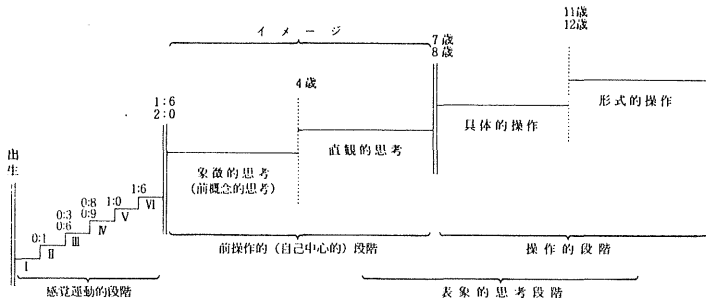 イメージ
11歳
12歳
7歳
8歳
4歳
1:6
2:0
形式的操作
具体的操作
直観的思考
象徴的思考
(前概念的思考)
出生
1:6
1:0
0:8
0:9
0:3
0:6
0:1
I
II
III
IV
V
VI
前操作的(自己中心的)段階
操作的段階
感覚運動的段階
表象的思考段階